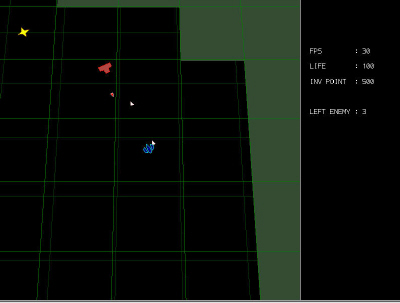 FPS : 30
LIFE : 100
INV POINT : 500
LEFT ENEMY : 3